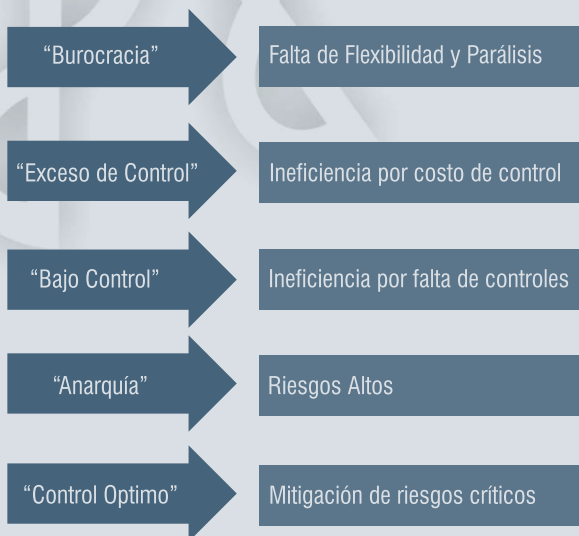 “Burocracia”
Falta de Flexibilidad y Parálisis
“Exceso de Control”
Ineficiencia por costo de control
“Bajo Control”
Ineficiencia por falta de controles
“Anarquía”
Riesgos Altos
“Control Optimo”
Mitigación de riesgos críticos